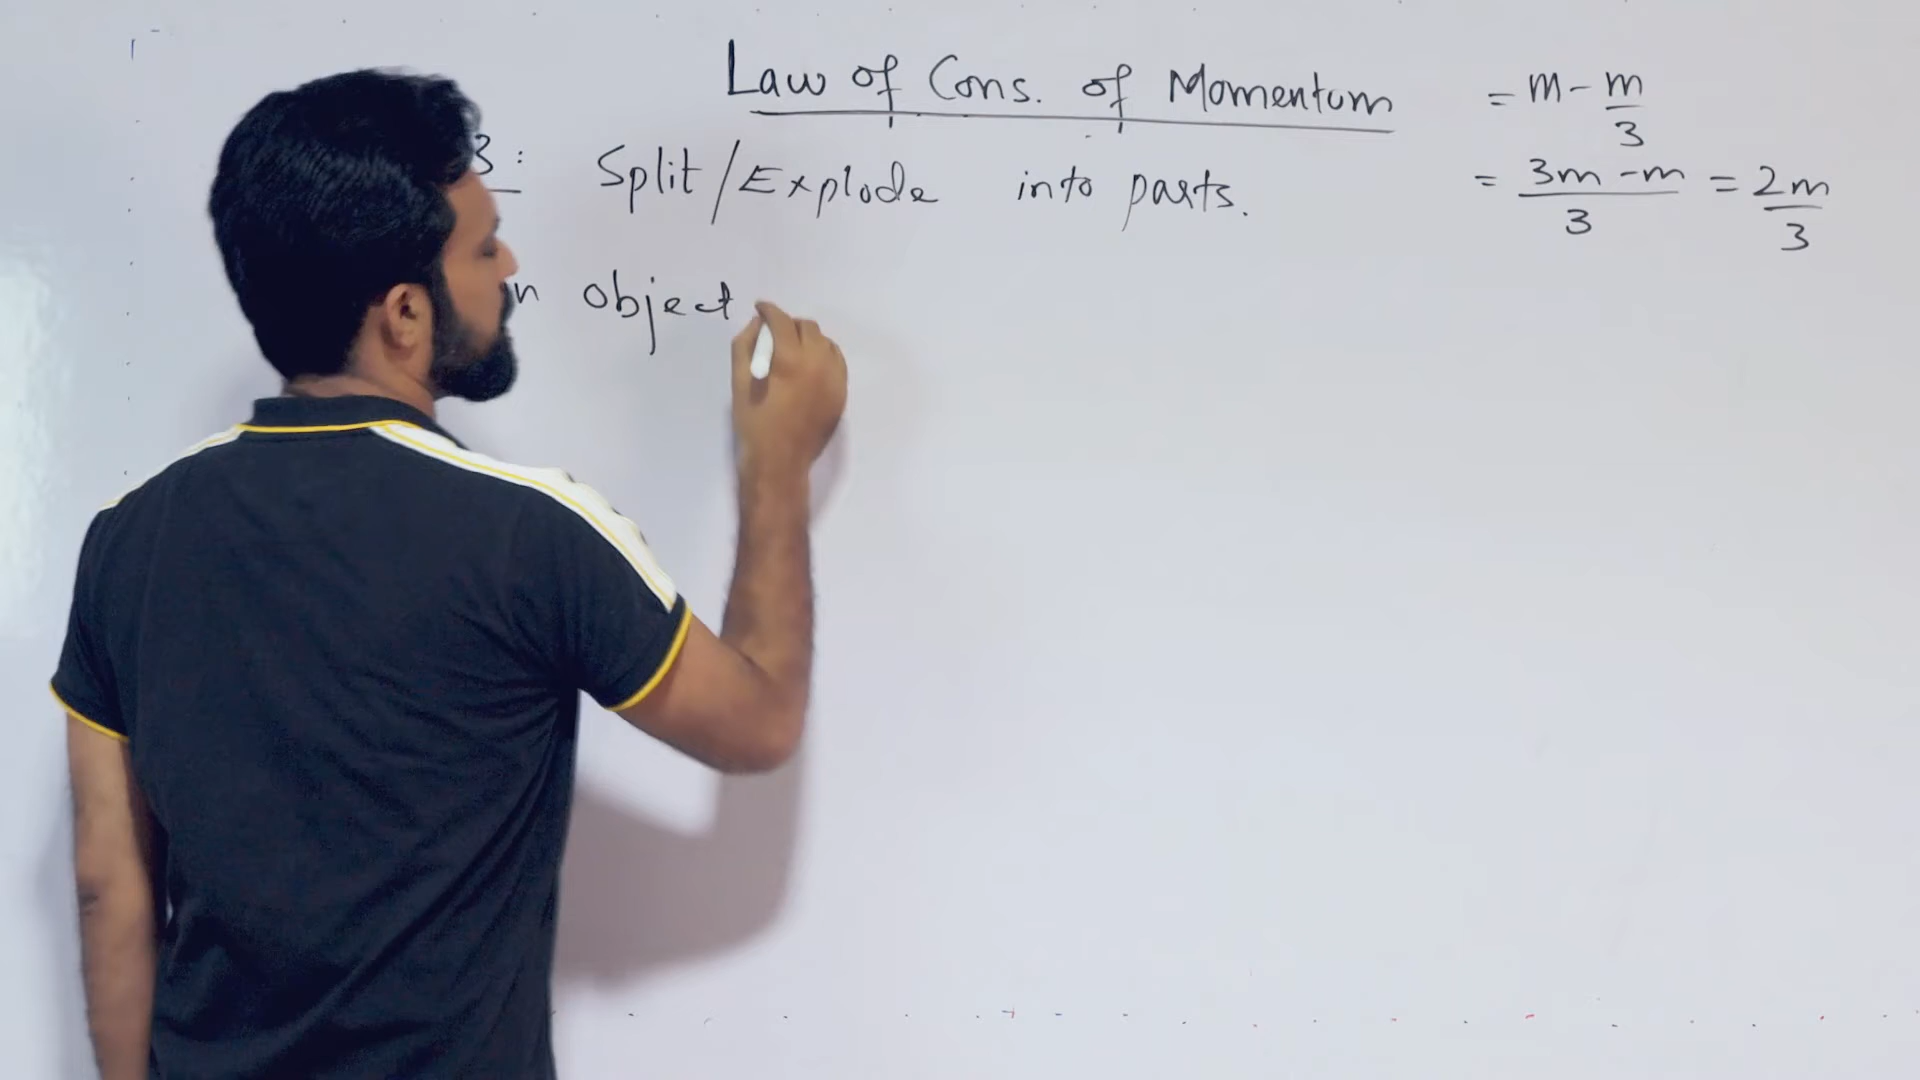 Law of Cons. of Momentum
= m - m/3
3: Split/Explode into parts.
= 3m - m/3 = 2m/3
n object